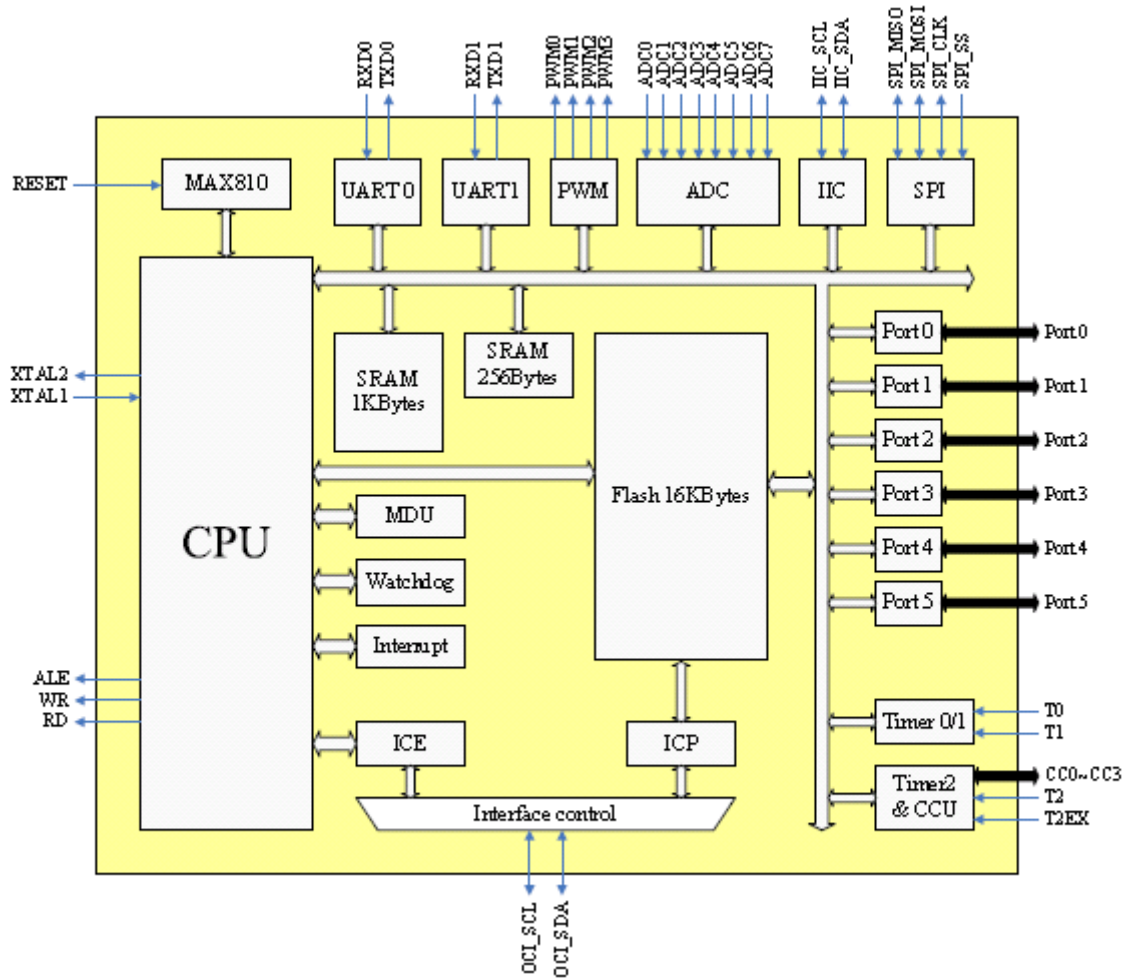 RXD0
TXD0
RXD1
TXD1
PWM0
PWM1
PWM2
PWM3
ADC0
ADC1
ADC2
ADC3
ADC4
ADC5
ADC6
ADC7
IIC_SCL
IIC_SDA
SPI_MISO
SPI_MOSI
SPI_CLK
SPI_SS
RESET
MAX810
UART0
UART1
PWM
ADC
IIC
SPI
SRAM
1KBytes
SRAM
256Bytes
Port 0
Port.0
Port 1
Port.1
Port 2
Port.2
Port 3
Port.3
Port 4
Port.4
Port 5
Port.5
XTAL2
XTAL1
CPU
Flash 16KBytes
MDU
Watchdog
Interrupt
ALE
WR
RD
ICE
ICP
Timer 0/1
T0
T1
Timer2
& CCU
CC0~CC3
T2
T2EX
Interface control
OCI_SCL
OCI_SDA